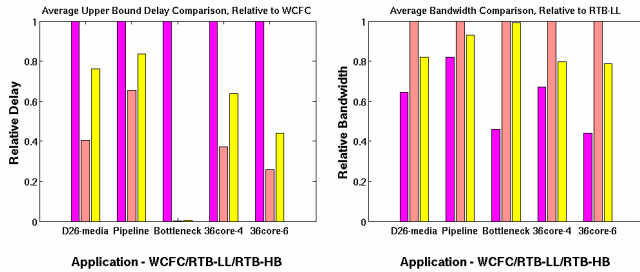 Average Upper Bound Delay Comparison, Relative to WCFC
1
0.8
0.6
0.4
0.2
0
Relative Delay
D26-media Pipeline Bottleneck 36core-4 36core-6
Application - WCFC/RTB-LL/RTB-HB
Average Bandwidth Comparison, Relative to RTB-LL
1
0.8
0.6
0.4
0.2
0
Relative Bandwidth
D26-media Pipeline Bottleneck 36core-4 36core-6
Application - WCFC/RTB-LL/RTB-HB